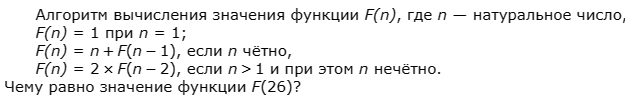 Алгоритм вычисления значения функции F(n), где n — натуральное число,
F(n) = 1 при n = 1;
F(n) = n + F(n − 1), если n чётно,
F(n) = 2 × F(n − 2), если n > 1 и при этом n нечётно.
Чему равно значение функции F(26)?